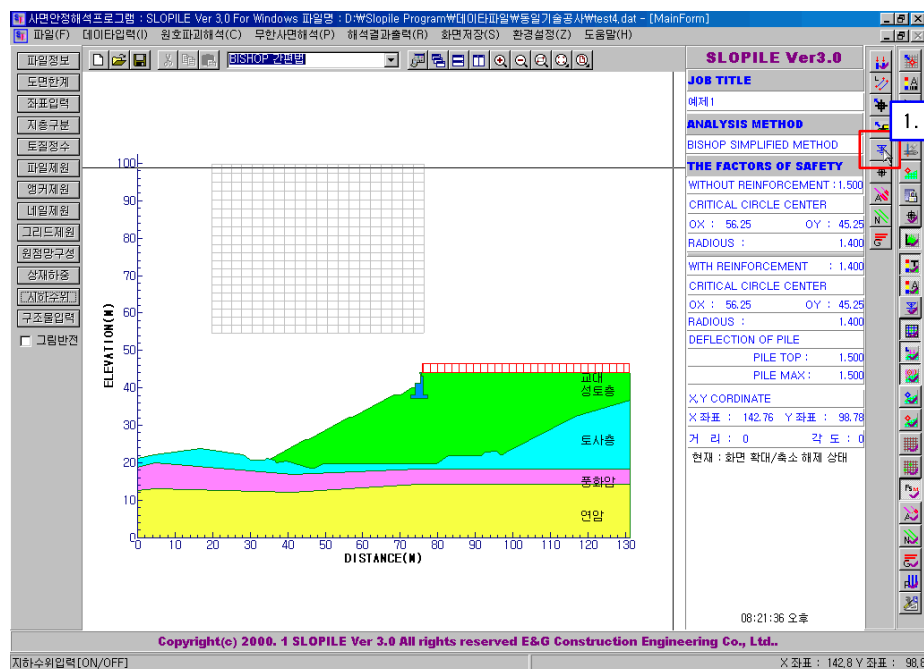 사면안정해석프로그램 : SLOPILE Ver 3,0 For Windows 파일명 : D:\Slopile Program\데이타파일\동일기술공사\test4,dat - [MainForm]
파일(F) 데이타입력(I) 원호파괴해석(C) 무한사면해석(P) 해석결과출력(R) 화면저장(S) 환경설정(Z) 도움말(H)
BISHOP 간편법
파일정보
도면한계
좌표입력
지층구분
토질정수
파일제원
앵커제원
네일제원
그리드제원
원점망구성
상재하중
지하수위
구조물입력
그림반전
ELEVATION(M)
100
90
80
70
60
50
40
30
20
10
0
교대
성토층
토사층
풍화암
연암
0 10 20 30 40 50 60 70 80 90 100 110 120 130
DISTANCE(M)
SLOPILE Ver3.0
JOB TITLE
예제1
ANALYSIS METHOD
BISHOP SIMPLIFIED METHOD
THE FACTORS OF SAFETY
WITHOUT REINFORCEMENT : 1.500
CRITICAL CIRCLE CENTER
OX : 56.25 OY : 45.25
RADIOUS : 1.400
WITH REINFORCEMENT : 1.400
CRITICAL CIRCLE CENTER
OX : 56.25 OY : 45.25
RADIOUS : 1.400
DEFLECTION OF PILE
PILE TOP : 1.500
PILE MAX : 1.500
X,Y CORDINATE
X 좌표 : 142.76 Y 좌표 : 98.78
거 리 : 0 각 도 : 0
현재 : 화면 확대/축소 해제 상태
08:21:36 오후
1.
Copyright(c) 2000. 1 SLOPILE Ver 3.0 All rights reserved E&G Construction Engineering Co., Ltd..
지하수위입력[ON/OFF]
X 좌표 : 142,8 Y 좌표 : 98,